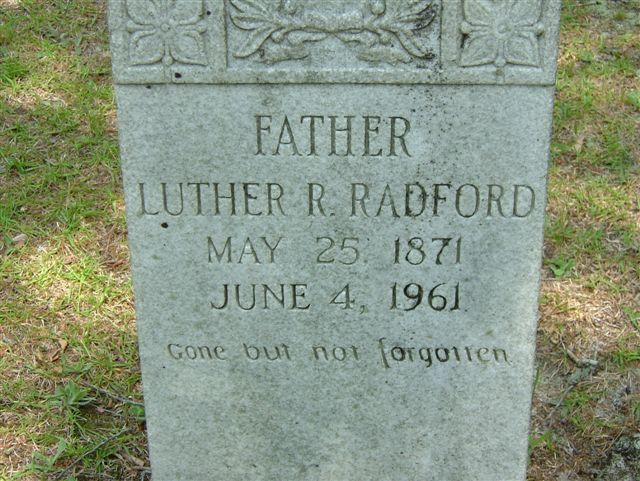 FATHER
LUTHER R. RADFORD
MAY 25, 1871
JUNE 4, 1961
Gone but not forgotten